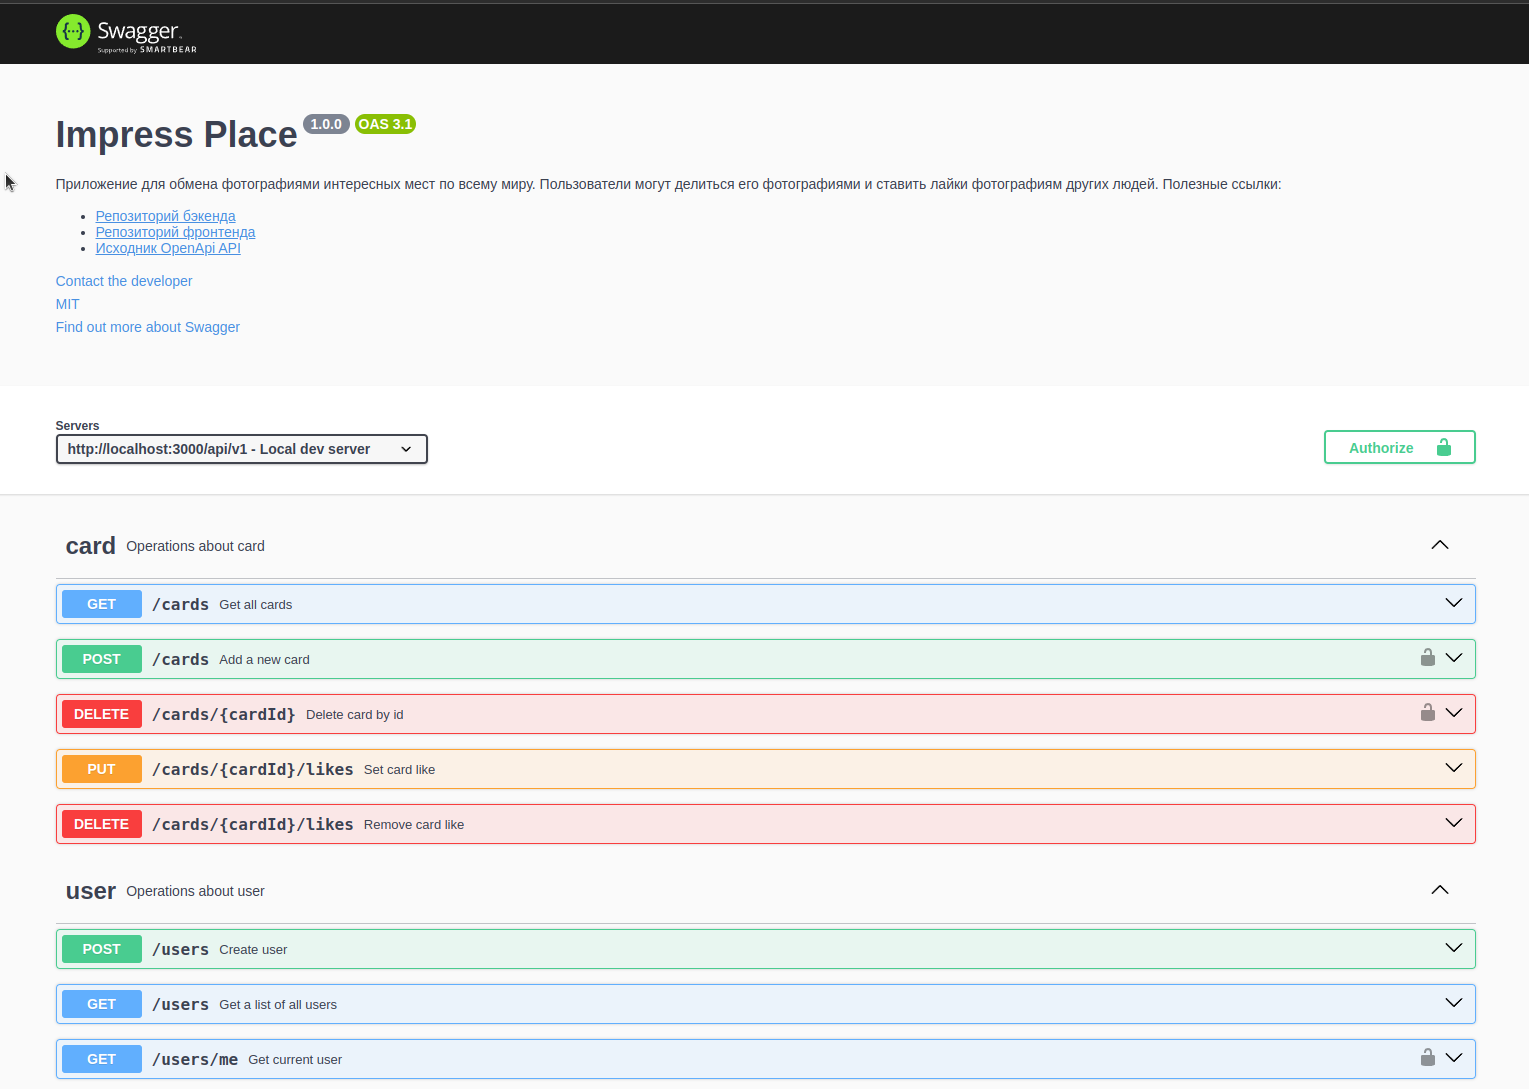 Swagger
Supported by SMARTBEAR
Impress Place 1.0.0 OAS 3.1
Приложение для обмена фотографиями интересных мест по всему миру. Пользователи могут делиться его фотографиями и ставить лайки фотографиям других людей. Полезные ссылки:
Репозиторий бэкенда
Репозиторий фронтенда
Исходник OpenApi API
Contact the developer
MIT
Find out more about Swagger
Servers
http://localhost:3000/api/v1 - Local dev server
Authorize
card Operations about card
GET /cards Get all cards
POST /cards Add a new card
DELETE /cards/{cardId} Delete card by id
PUT /cards/{cardId}/likes Set card like
DELETE /cards/{cardId}/likes Remove card like
user Operations about user
POST /users Create user
GET /users Get a list of all users
GET /users/me Get current user